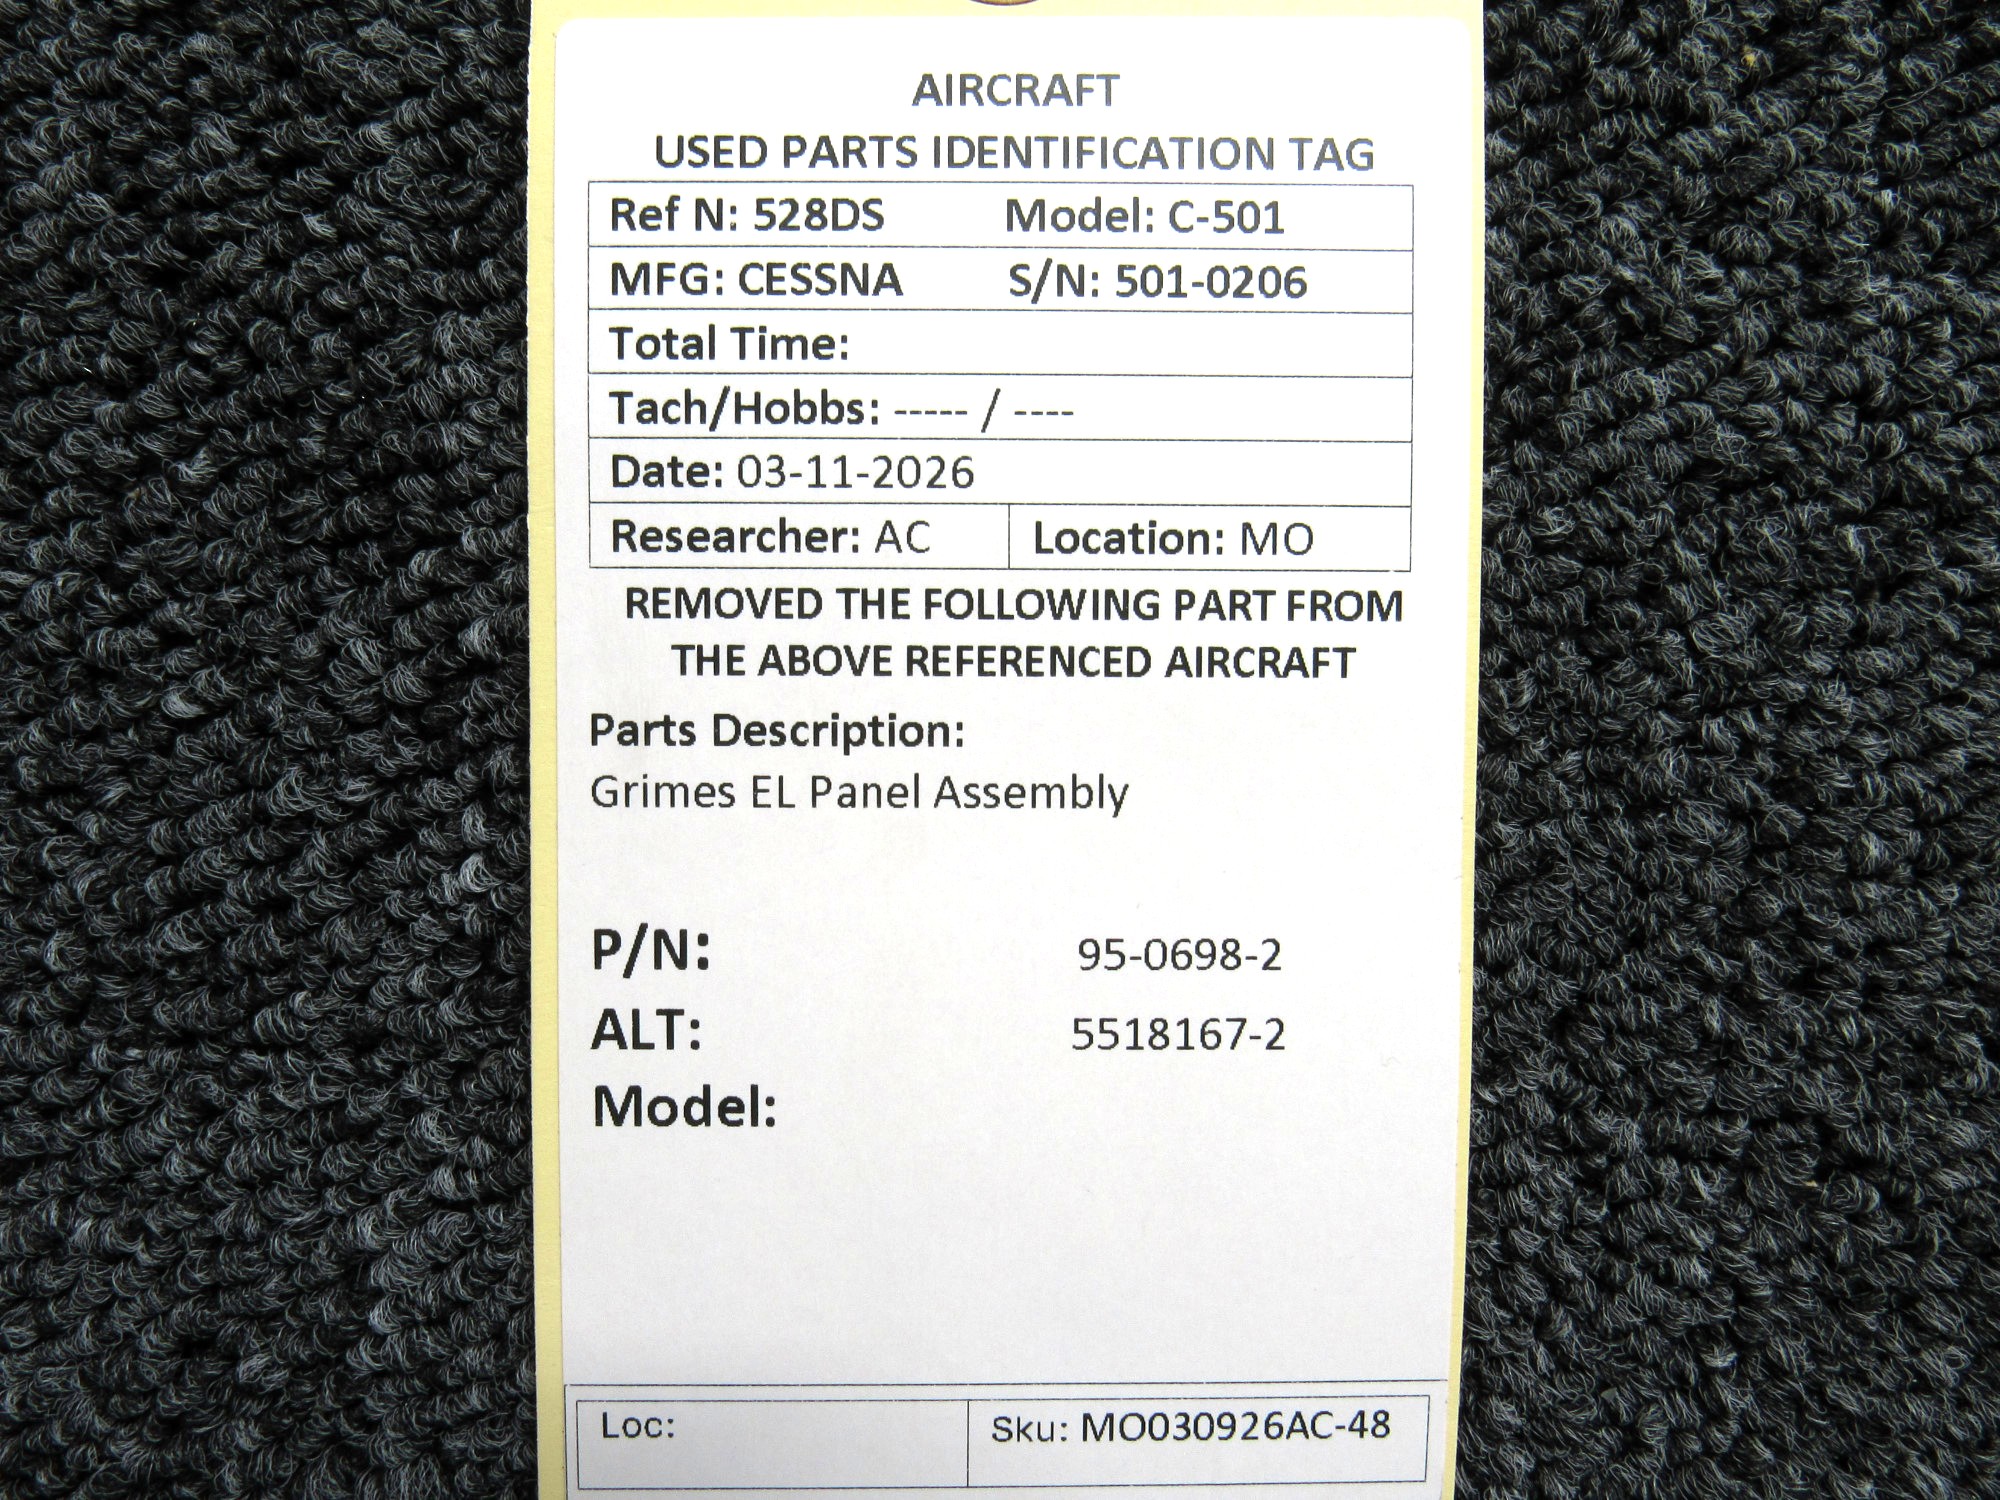 AIRCRAFT
USED PARTS IDENTIFICATION TAG
Ref N: 528DS Model: C-501
MFG: CESSNA S/N: 501-0206
Total Time:
Tach/Hobbs: ----- / ----
Date: 03-11-2026
Researcher: AC Location: MO
REMOVED THE FOLLOWING PART FROM
THE ABOVE REFERENCED AIRCRAFT
Parts Description:
Grimes EL Panel Assembly
P/N: 95-0698-2
ALT: 5518167-2
Model:
Loc: Sku: MO030926AC-48